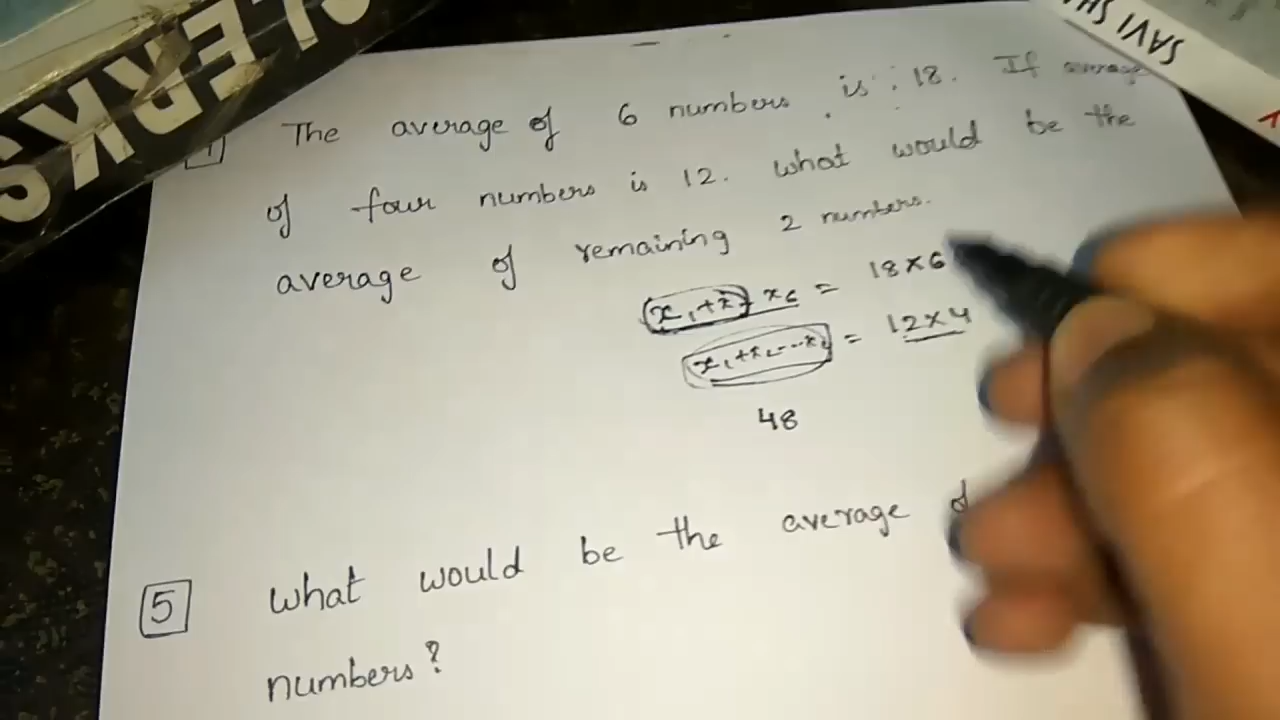 SAVI SH
The average of 6 numbers is : 18. If average
of four numbers is 12. what would be the
average of remaining 2 numbers.
x₁+x₂ x₆ = 18×6
x₁+x₂--x₄ = 12×4
48
5 what would be the average of
numbers?